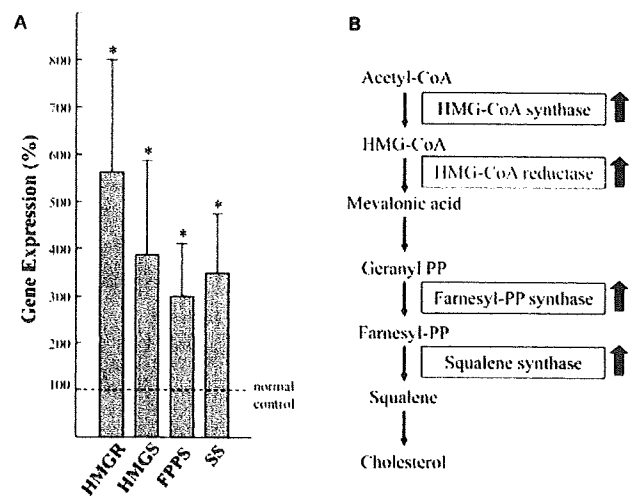 A
Gene Expression (%)
800
700
600
500
400
300
200
100
*
*
*
*
normal
control
HMGR
HMGS
FPPS
SS
B
Acetyl-CoA
HMG-CoA synthase
HMG-CoA
HMG-CoA reductase
Mevalonic acid
Geranyl PP
Farnesyl-PP synthase
Farnesyl-PP
Squalene synthase
Squalene
Cholesterol